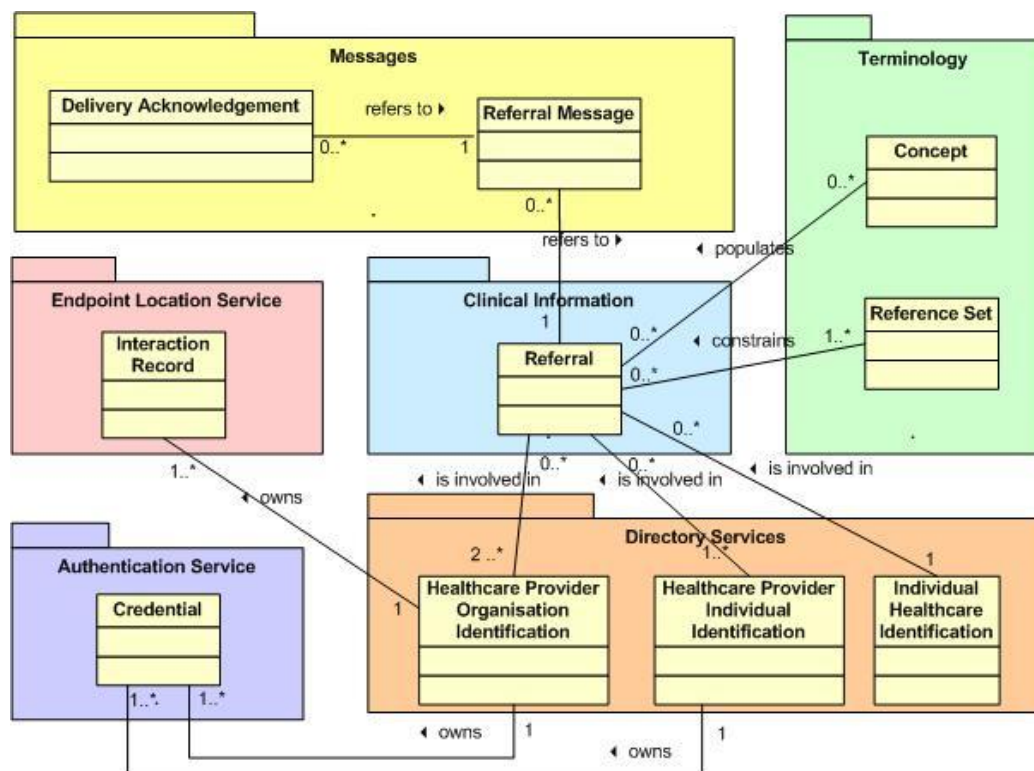 Messages
Delivery Acknowledgement
refers to ▶
Referral Message
0..*
1
0..*
refers to ▶
1
Terminology
Concept
0..*
◀ populates
0..*
Reference Set
◀ constrains
1..*
0..*
Endpoint Location Service
Interaction
Record
1..*
◀ owns
1
Clinical Information
Referral
0..*
0..*
0..*
◀ is involved in
◀ is involved in
◀ is involved in
Directory Services
2 ..*
1..*
1
Healthcare Provider
Organisation
Identification
Healthcare Provider
Individual
Identification
Individual
Healthcare
Identification
Authentication Service
Credential
1..*
1..*
◀ owns
1
◀ owns
1